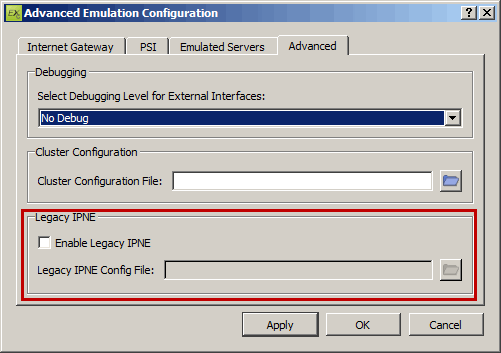 Advanced Emulation Configuration
Internet Gateway PSI Emulated Servers Advanced
Debugging
Select Debugging Level for External Interfaces:
No Debug
Cluster Configuration
Cluster Configuration File:
Legacy IPNE
Enable Legacy IPNE
Legacy IPNE Config File:
Apply OK Cancel